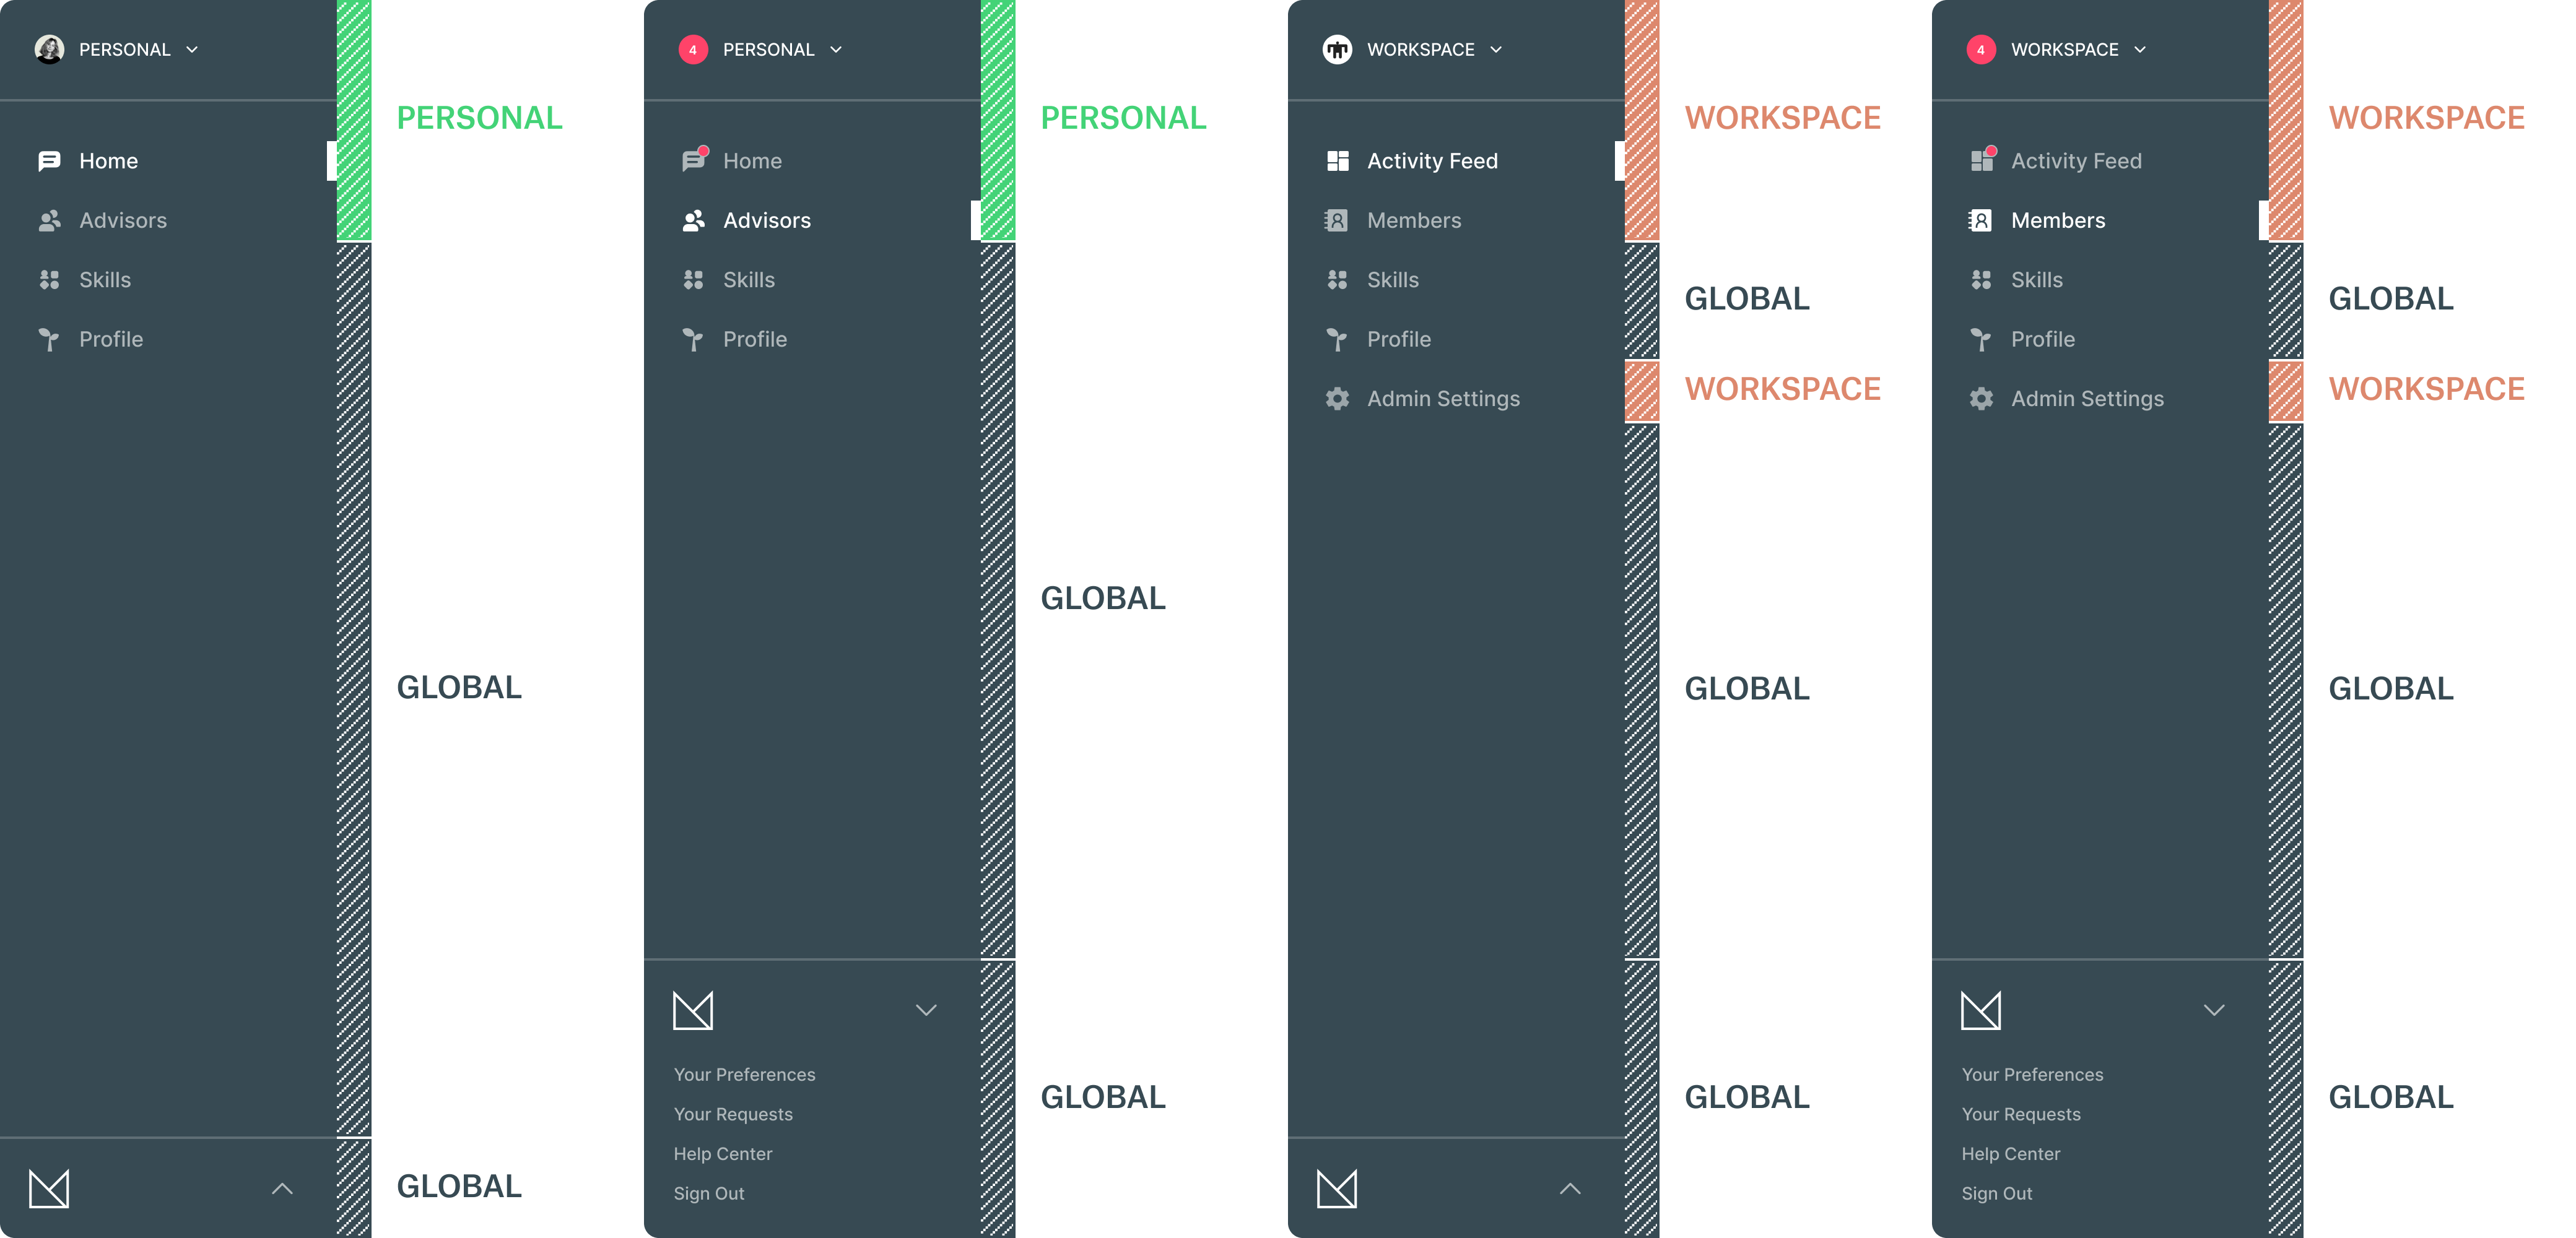 PERSONAL
PERSONAL
Home
Advisors
Skills
Profile
GLOBAL
GLOBAL
4 PERSONAL
PERSONAL
Home
Advisors
Skills
Profile
GLOBAL
Your Preferences
Your Requests
Help Center
Sign Out
GLOBAL
WORKSPACE
WORKSPACE
Activity Feed
Members
Skills
GLOBAL
Profile
Admin Settings
WORKSPACE
GLOBAL
GLOBAL
4 WORKSPACE
WORKSPACE
Activity Feed
Members
Skills
GLOBAL
Profile
Admin Settings
WORKSPACE
GLOBAL
Your Preferences
Your Requests
Help Center
Sign Out
GLOBAL